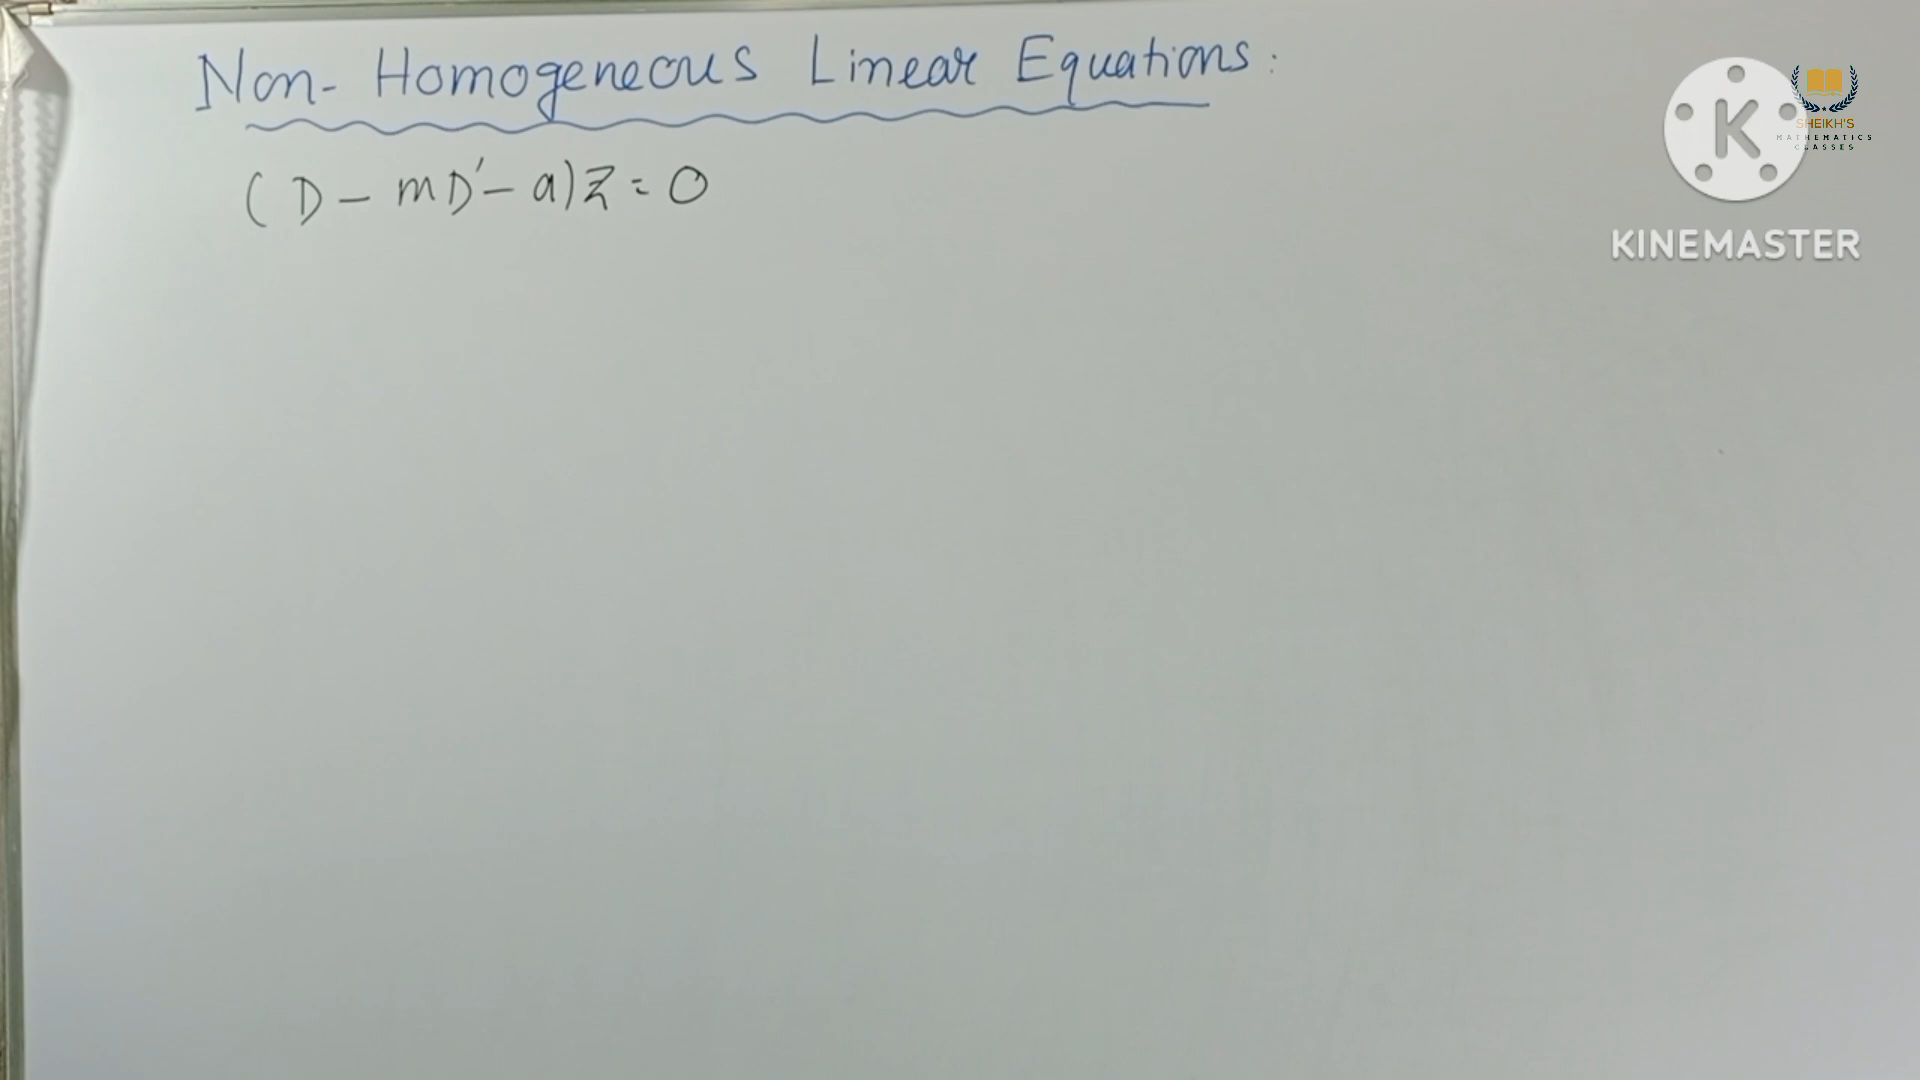 Non-Homogeneous Linear Equations:
(D - mD' - a)Z = 0
K
KINEMASTER
SHEIKH'S
MATHEMATICS
CLASSES